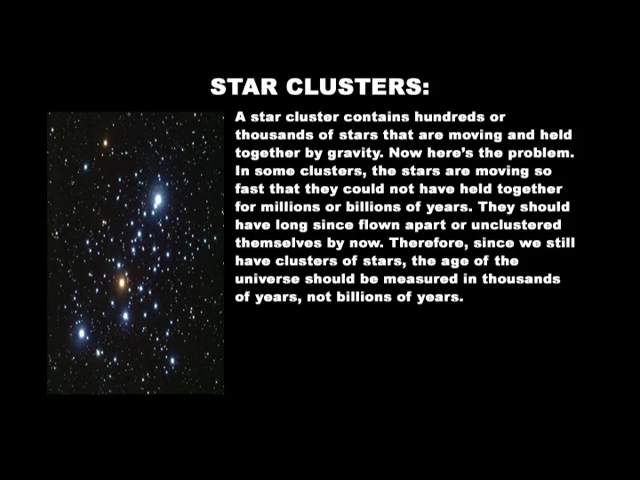 STAR CLUSTERS:
A star cluster contains hundreds or
thousands of stars that are moving and held
together by gravity. Now here's the problem.
In some clusters, the stars are moving so
fast that they could not have held together
for millions or billions of years. They should
have long since flown apart or unclustered
themselves by now. Therefore, since we still
have clusters of stars, the age of the
universe should be measured in thousands
of years, not billions of years.